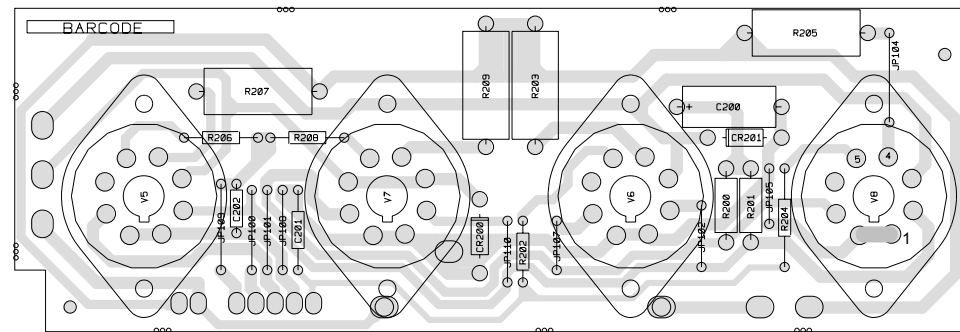 BARCODE
R205
JP104
R209
R203
R207
C200
R206
R208
CR201
5
4
V5
V7
V6
V8
JP109
C202
JP100
JP101
JP108
C201
CR200
JP110
R202
JP107
JP102
R200
R201
JP105
R204
1